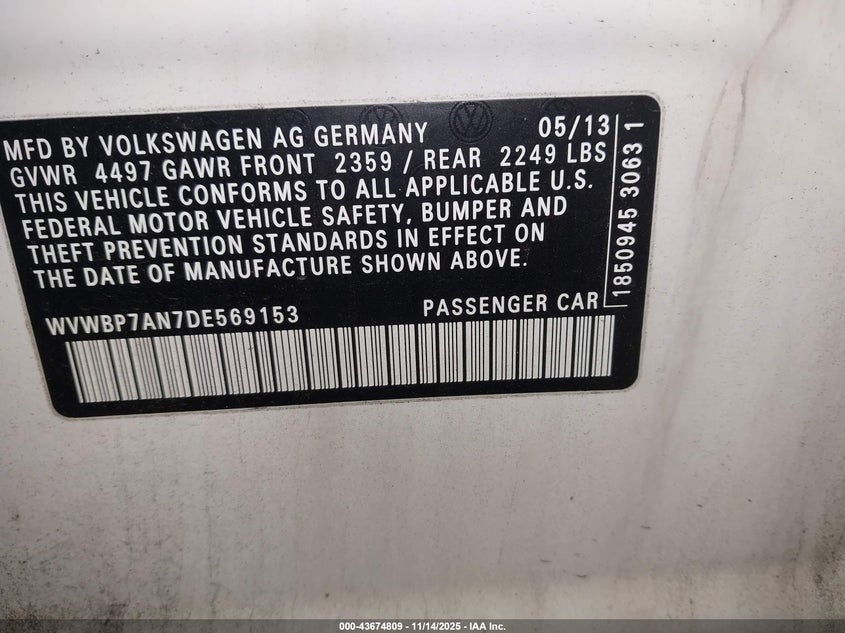 MFD BY VOLKSWAGEN AG GERMANY 05/13
GVWR 4497 GAWR FRONT 2359 / REAR 2249 LBS
THIS VEHICLE CONFORMS TO ALL APPLICABLE U.S.
FEDERAL MOTOR VEHICLE SAFETY, BUMPER AND
THEFT PREVENTION STANDARDS IN EFFECT ON
THE DATE OF MANUFACTURE SHOWN ABOVE.
WVWBP7AN7DE569153 PASSENGER CAR
1850945 3063 1
000-43674809 - 11/14/2025 - IAA Inc.